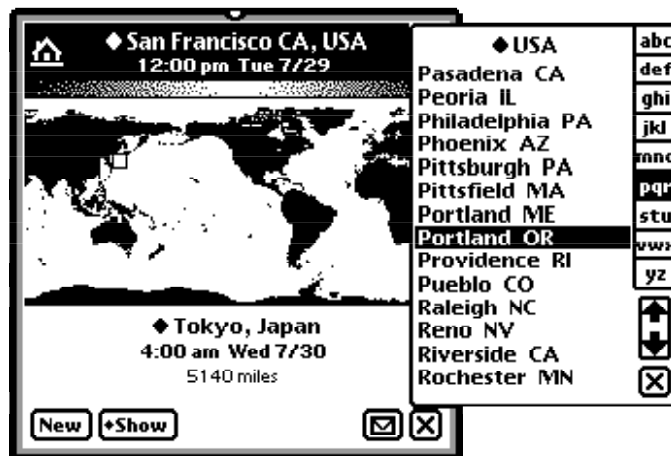 ◆San Francisco CA, USA
12:00 pm Tue 7/29
◆Tokyo, Japan
4:00 am Wed 7/30
5140 miles
New ◆Show
◆USA
Pasadena CA
Peoria IL
Philadelphia PA
Phoenix AZ
Pittsburgh PA
Pittsfield MA
Portland ME
Portland OR
Providence RI
Pueblo CO
Raleigh NC
Reno NV
Riverside CA
Rochester MN
abc
def
ghi
jkl
mno
pqr
stu
vwx
yz